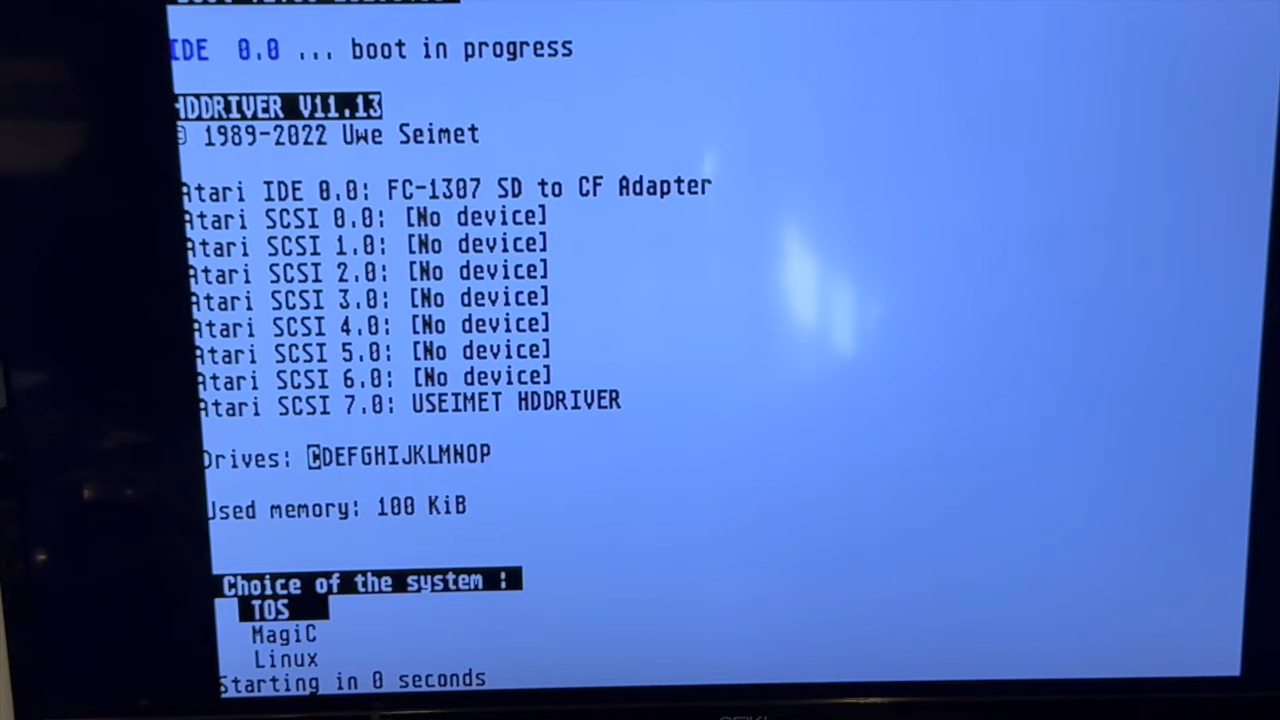 IDE 0.0 ... boot in progress
HDDRIVER V11.13
© 1989-2022 Uwe Seimet
Atari IDE 0.0: FC-1307 SD to CF Adapter
Atari SCSI 0.0: [No device]
Atari SCSI 1.0: [No device]
Atari SCSI 2.0: [No device]
Atari SCSI 3.0: [No device]
Atari SCSI 4.0: [No device]
Atari SCSI 5.0: [No device]
Atari SCSI 6.0: [No device]
Atari SCSI 7.0: USEIMET HDDRIVER
Drives: CDEFGHIJKLMNOP
Used memory: 100 KiB
Choice of the system :
TOS
MagiC
Linux
Starting in 0 seconds